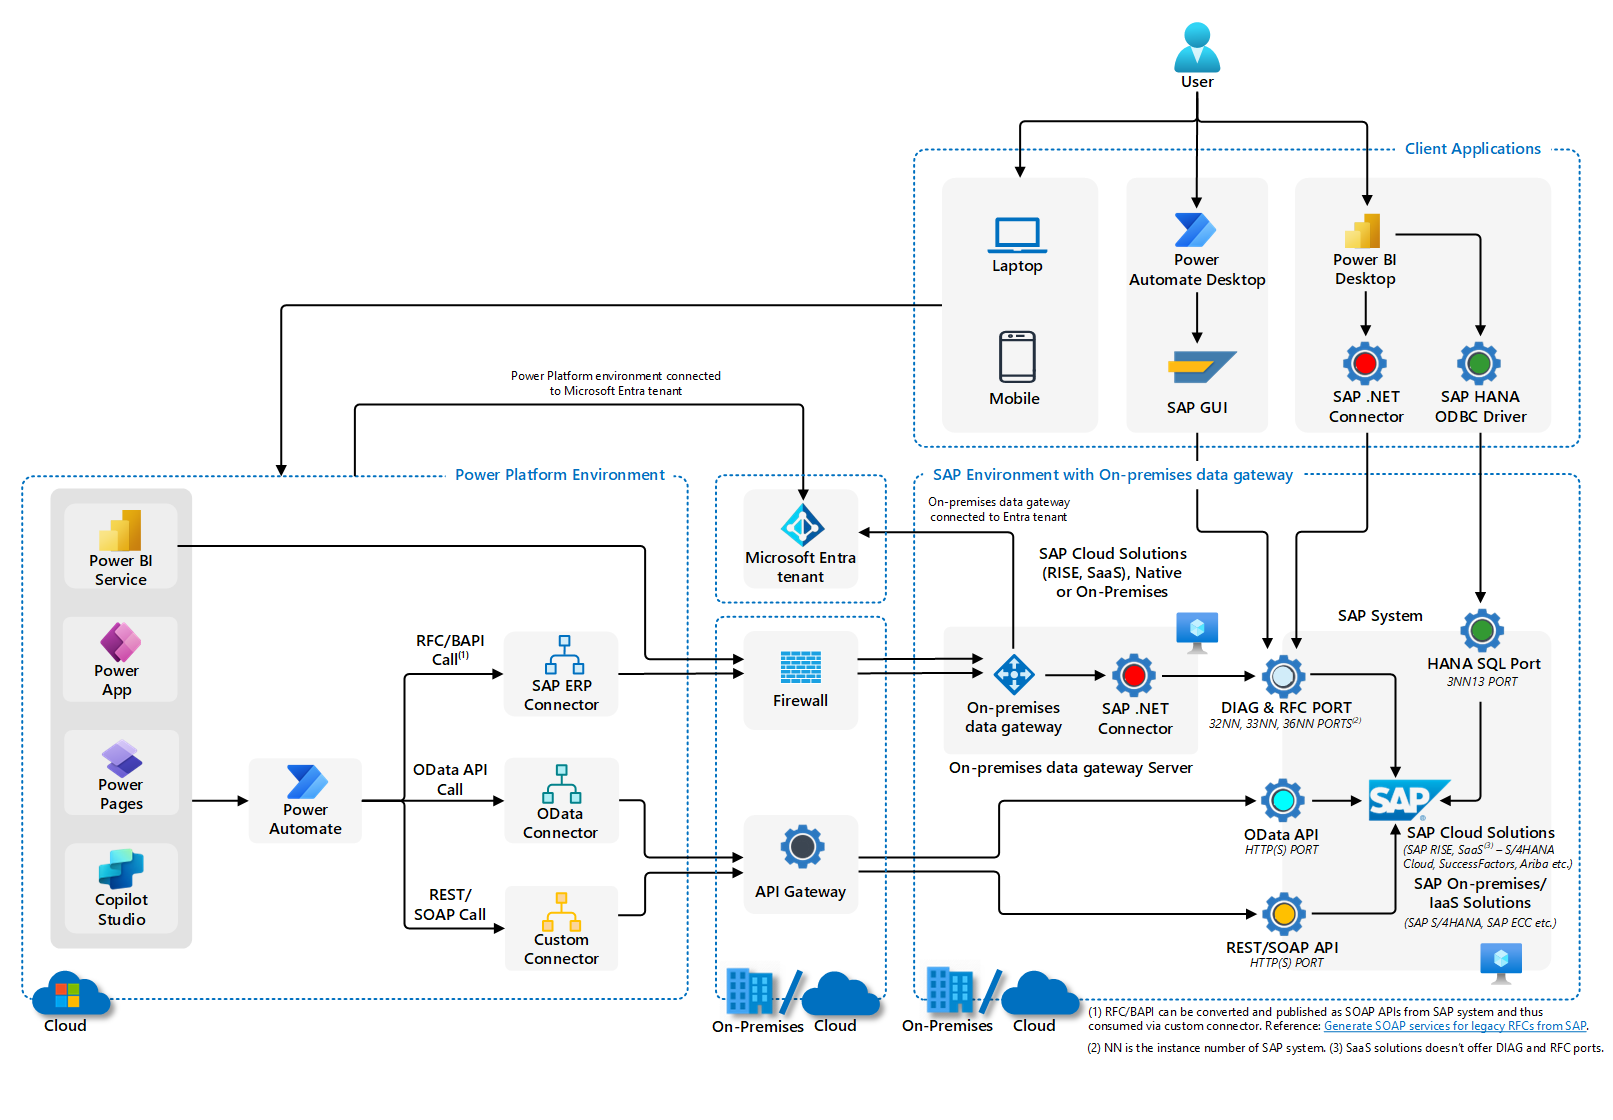 User
Client Applications
Laptop
Mobile
Power
Automate Desktop
SAP GUI
Power BI
Desktop
SAP .NET
Connector
SAP HANA
ODBC Driver
Power Platform environment connected
to Microsoft Entra tenant
Power Platform Environment
Power BI
Service
Power
App
Power
Pages
Copilot
Studio
Power
Automate
RFC/BAPI
Call(1)
OData API
Call
REST/
SOAP Call
SAP ERP
Connector
OData
Connector
Custom
Connector
Cloud
Microsoft Entra
tenant
Firewall
API Gateway
On-Premises
Cloud
SAP Environment with On-premises data gateway
On-premises data gateway
connected to Entra tenant
SAP Cloud Solutions
(RISE, SaaS), Native
or On-Premises
On-premises
data gateway
SAP .NET
Connector
On-premises data gateway Server
SAP System
DIAG & RFC PORT
32NN, 33NN, 36NN PORTS(2)
HANA SQL Port
3NN13 PORT
OData API
HTTP(S) PORT
REST/SOAP API
HTTP(S) PORT
SAP
SAP Cloud Solutions
(SAP RISE, SaaS(3) – S/4HANA
Cloud, SuccessFactors, Ariba etc.)
SAP On-premises/
IaaS Solutions
(SAP S/4HANA, SAP ECC etc.)
On-Premises
Cloud
(1) RFC/BAPI can be converted and published as SOAP APIs from SAP system and thus
consumed via custom connector. Reference: Generate SOAP services for legacy RFCs from SAP.
(2) NN is the instance number of SAP system. (3) SaaS solutions doesn't offer DIAG and RFC ports.